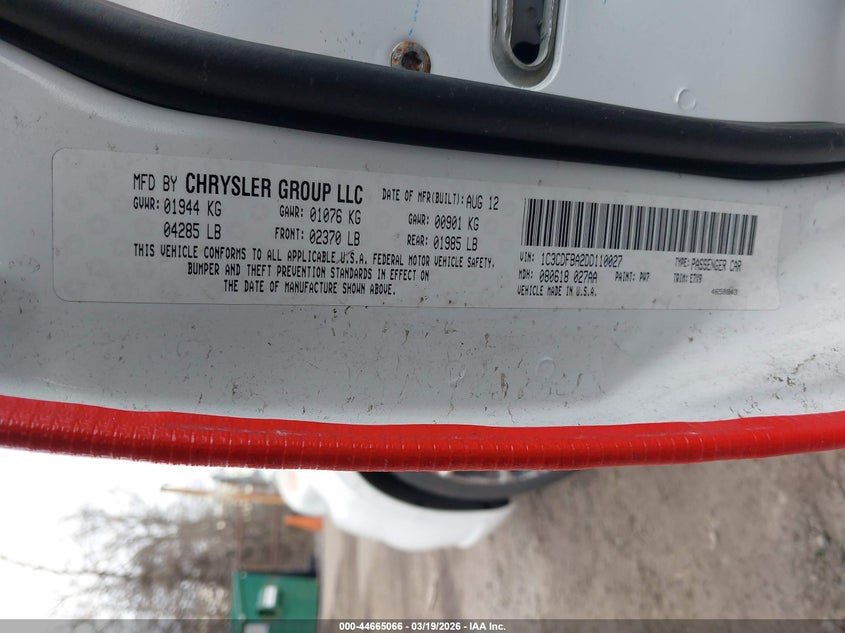 MFD BY CHRYSLER GROUP LLC DATE OF MFR(BUILT): AUG 12
GVWR: 01944 KG GAWR: 01076 KG GAWR: 00901 KG
04285 LB FRONT: 02370 LB REAR: 01985 LB
THIS VEHICLE CONFORMS TO ALL APPLICABLE U.S.A. FEDERAL MOTOR VEHICLE SAFETY,
BUMPER AND THEFT PREVENTION STANDARDS IN EFFECT ON
THE DATE OF MANUFACTURE SHOWN ABOVE.
VIN: 1C3CDFBA2DD110027 TYPE: PASSENGER CAR
MDH: 080618 027AA PAINT: PW7 TRIM: E7X9
VEHICLE MADE IN U.S.A.
000-44665066 | 03/19/2026 | IAA Inc.